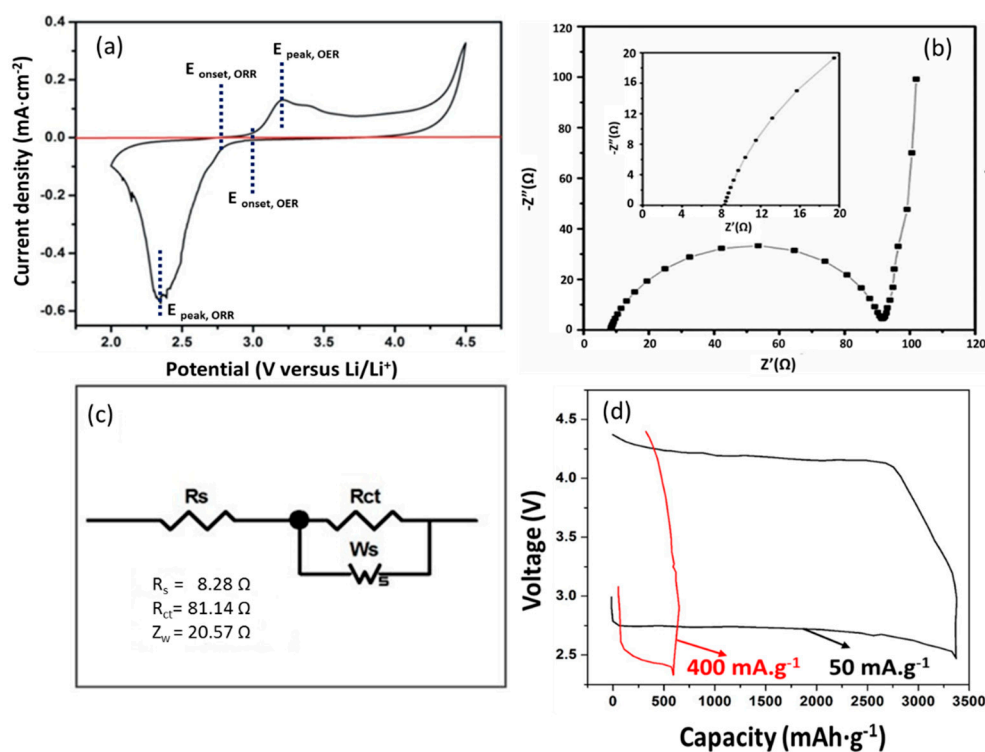 (a)
E peak, OER
E onset, ORR
E onset, OER
E peak, ORR
0.4
0.2
0.0
-0.2
-0.4
-0.6
Current density (mA·cm⁻²)
2.0 2.5 3.0 3.5 4.0 4.5
Potential (V versus Li/Li⁺)
(b)
20
16
12
8
4
0
-Z''(Ω)
0 4 8 12 16 20
Z'(Ω)
120
100
80
60
40
20
0
-Z''(Ω)
0 20 40 60 80 100 120
Z'(Ω)
(c)
Rs
Rct
Ws
s
Rₛ = 8.28 Ω
R_ct= 81.14 Ω
Z_w = 20.57 Ω
(d)
4.5
4.0
3.5
3.0
2.5
Voltage (V)
400 mA.g⁻¹
50 mA.g⁻¹
0 500 1000 1500 2000 2500 3000 3500
Capacity (mAh·g⁻¹)